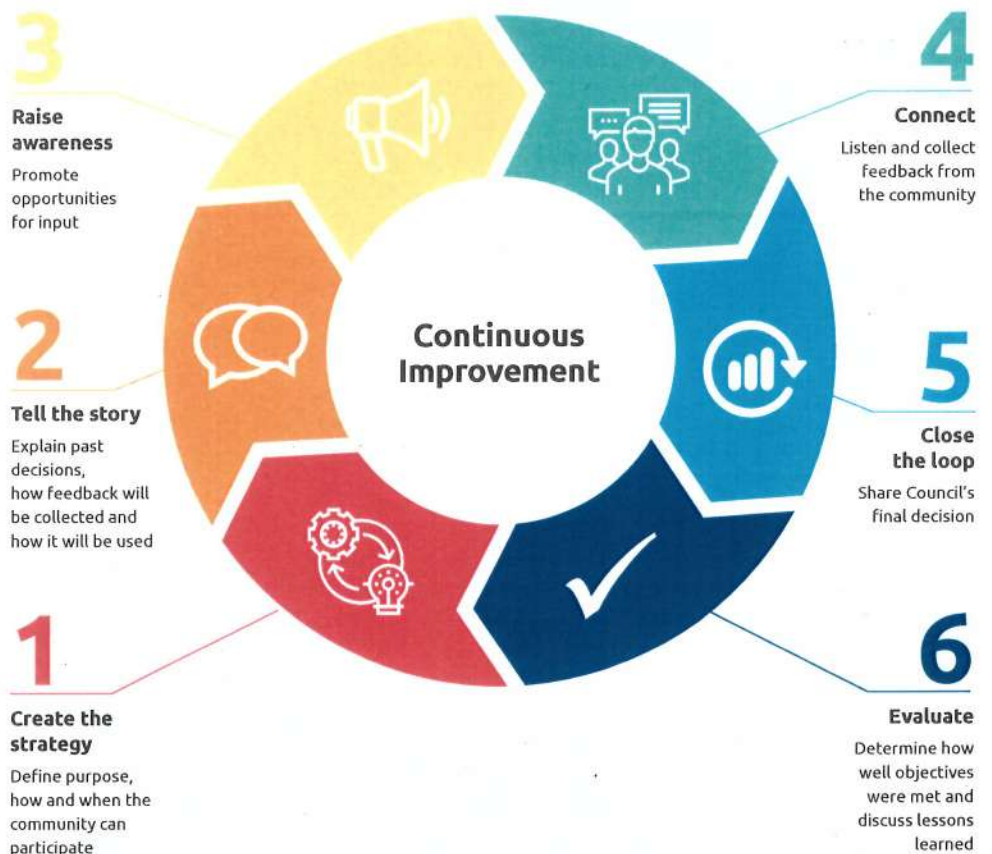 3
Raise
awareness
Promote
opportunities
for input
4
Connect
Listen and collect
feedback from
the community
2
Tell the story
Explain past
decisions,
how feedback will
be collected and
how it will be used
Continuous
Improvement
5
Close
the loop
Share Council's
final decision
1
Create the
strategy
Define purpose,
how and when the
community can
participate
6
Evaluate
Determine how
well objectives
were met and
discuss lessons
learned